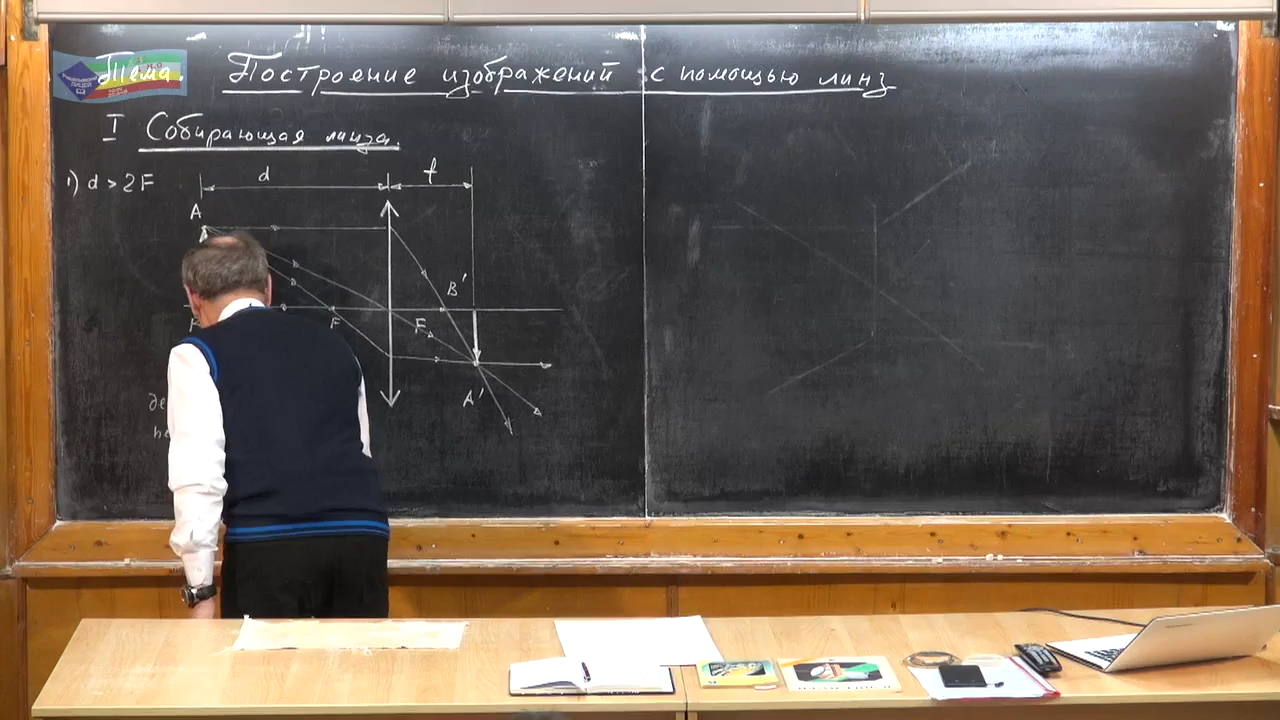 Тема. Построение изображений с помощью линз
I Собирающая линза.
1) d > 2F
d
f
A
B'
F
F
A'